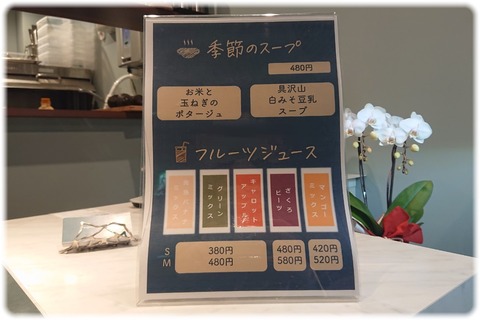 季節のスープ
480円
お米と
玉ねぎの
ポタージュ
具沢山
白みそ豆乳
スープ
フルーツジュース
グリーン
ミックス
キャロット
アップル
ざくろ
ビーツ
マンゴー
ミックス
S 380円 480円 420円
M 480円 580円 520円